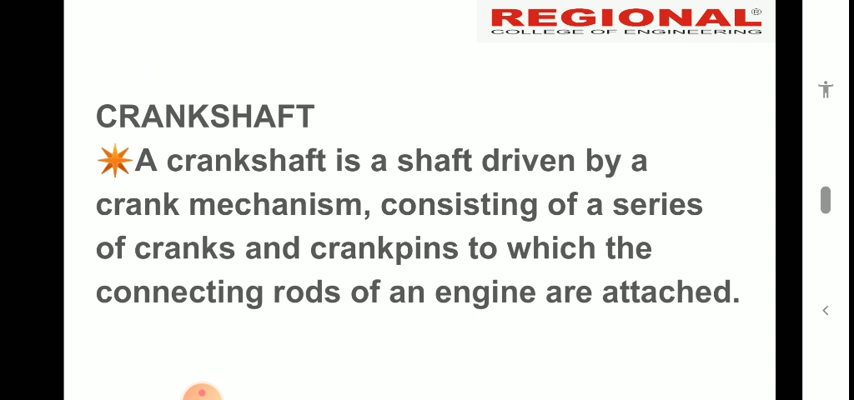 REGIONAL®
COLLEGE OF ENGINEERING
CRANKSHAFT
A crankshaft is a shaft driven by a
crank mechanism, consisting of a series
of cranks and crankpins to which the
connecting rods of an engine are attached.